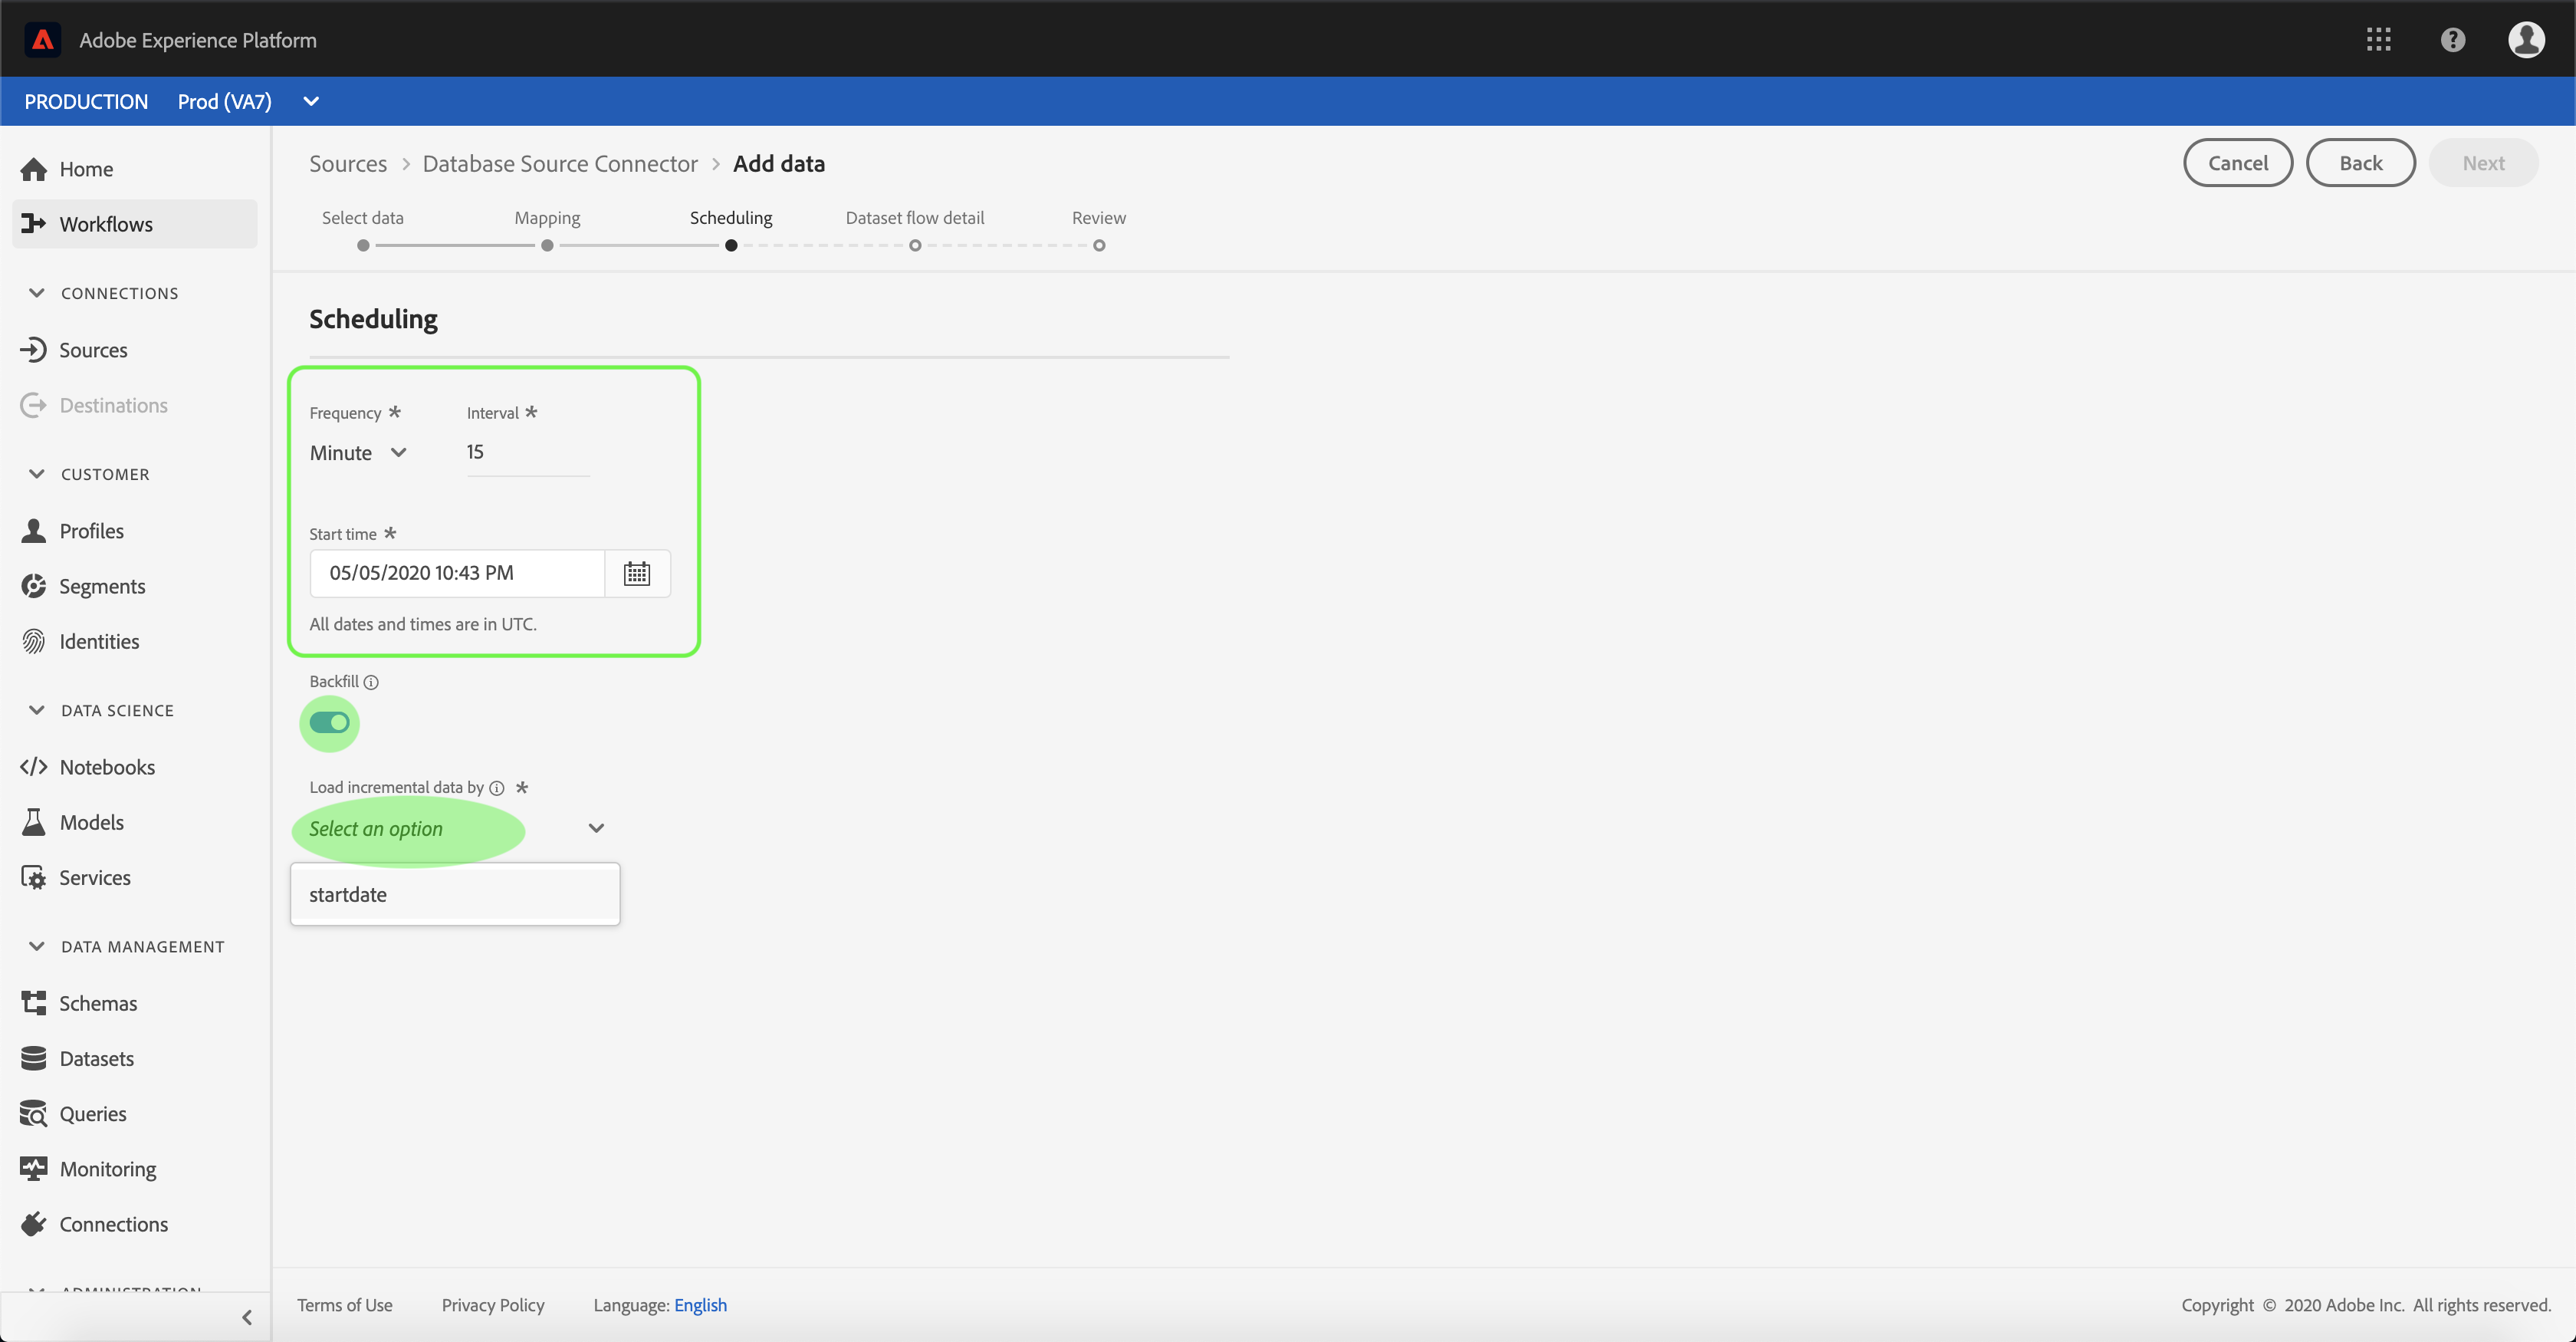 Adobe Experience Platform
PRODUCTION Prod (VA7)
Home
Workflows
CONNECTIONS
Sources
Destinations
CUSTOMER
Profiles
Segments
Identities
DATA SCIENCE
Notebooks
Models
Services
DATA MANAGEMENT
Schemas
Datasets
Queries
Monitoring
Connections
ADMINISTRATION
Sources > Database Source Connector > Add data
Cancel Back Next
Select data Mapping Scheduling Dataset flow detail Review
Scheduling
Frequency * Interval *
Minute 15
Start time *
05/05/2020 10:43 PM
All dates and times are in UTC.
Backfill
Load incremental data by *
Select an option
startdate
Terms of Use Privacy Policy Language: English
Copyright © 2020 Adobe Inc. All rights reserved.